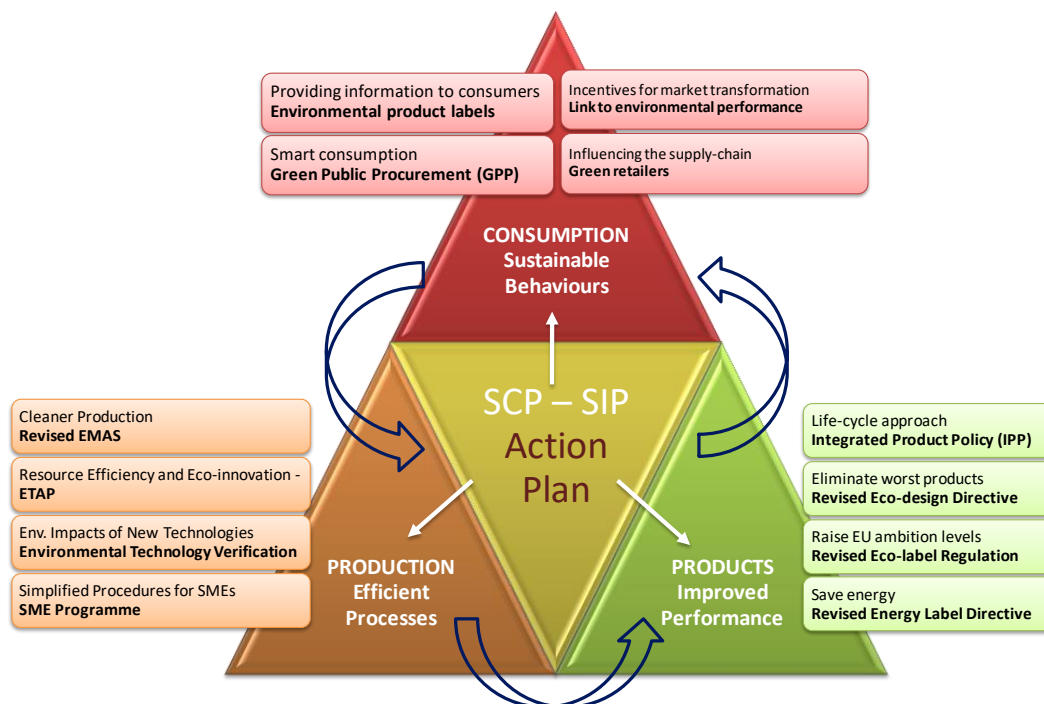 Providing information to consumers
Environmental product labels
Incentives for market transformation
Link to environmental performance
Smart consumption
Green Public Procurement (GPP)
Influencing the supply-chain
Green retailers
CONSUMPTION
Sustainable
Behaviours
SCP – SIP
Action
Plan
Cleaner Production
Revised EMAS
Resource Efficiency and Eco-innovation -
ETAP
Env. Impacts of New Technologies
Environmental Technology Verification
Simplified Procedures for SMEs
SME Programme
PRODUCTION
Efficient
Processes
PRODUCTS
Improved
Performance
Life-cycle approach
Integrated Product Policy (IPP)
Eliminate worst products
Revised Eco-design Directive
Raise EU ambition levels
Revised Eco-label Regulation
Save energy
Revised Energy Label Directive